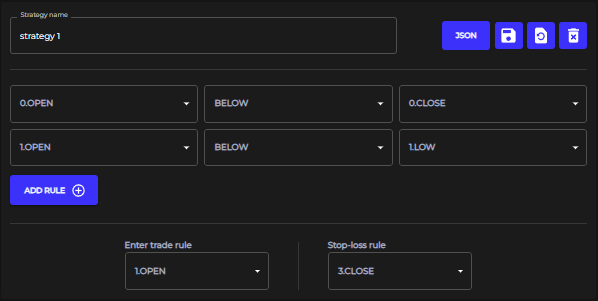 Strategy name
strategy 1
JSON
0.OPEN BELOW 0.CLOSE
1.OPEN BELOW 1.LOW
ADD RULE
Enter trade rule Stop-loss rule
1.OPEN 3.CLOSE